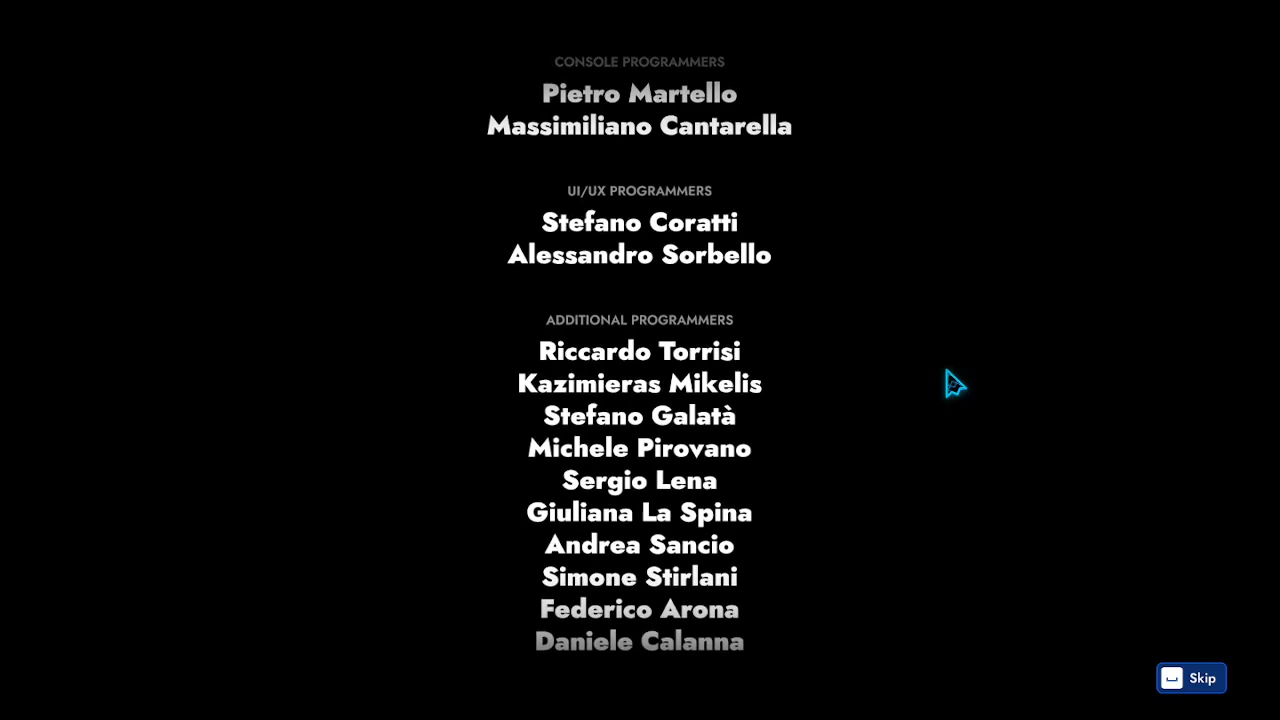 CONSOLE PROGRAMMERS
Pietro Martello
Massimiliano Cantarella
UI/UX PROGRAMMERS
Stefano Coratti
Alessandro Sorbello
ADDITIONAL PROGRAMMERS
Riccardo Torrisi
Kazimieras Mikelis
Stefano Galatà
Michele Pirovano
Sergio Lena
Giuliana La Spina
Andrea Sancio
Simone Stirlani
Federico Arona
Daniele Calanna
Skip